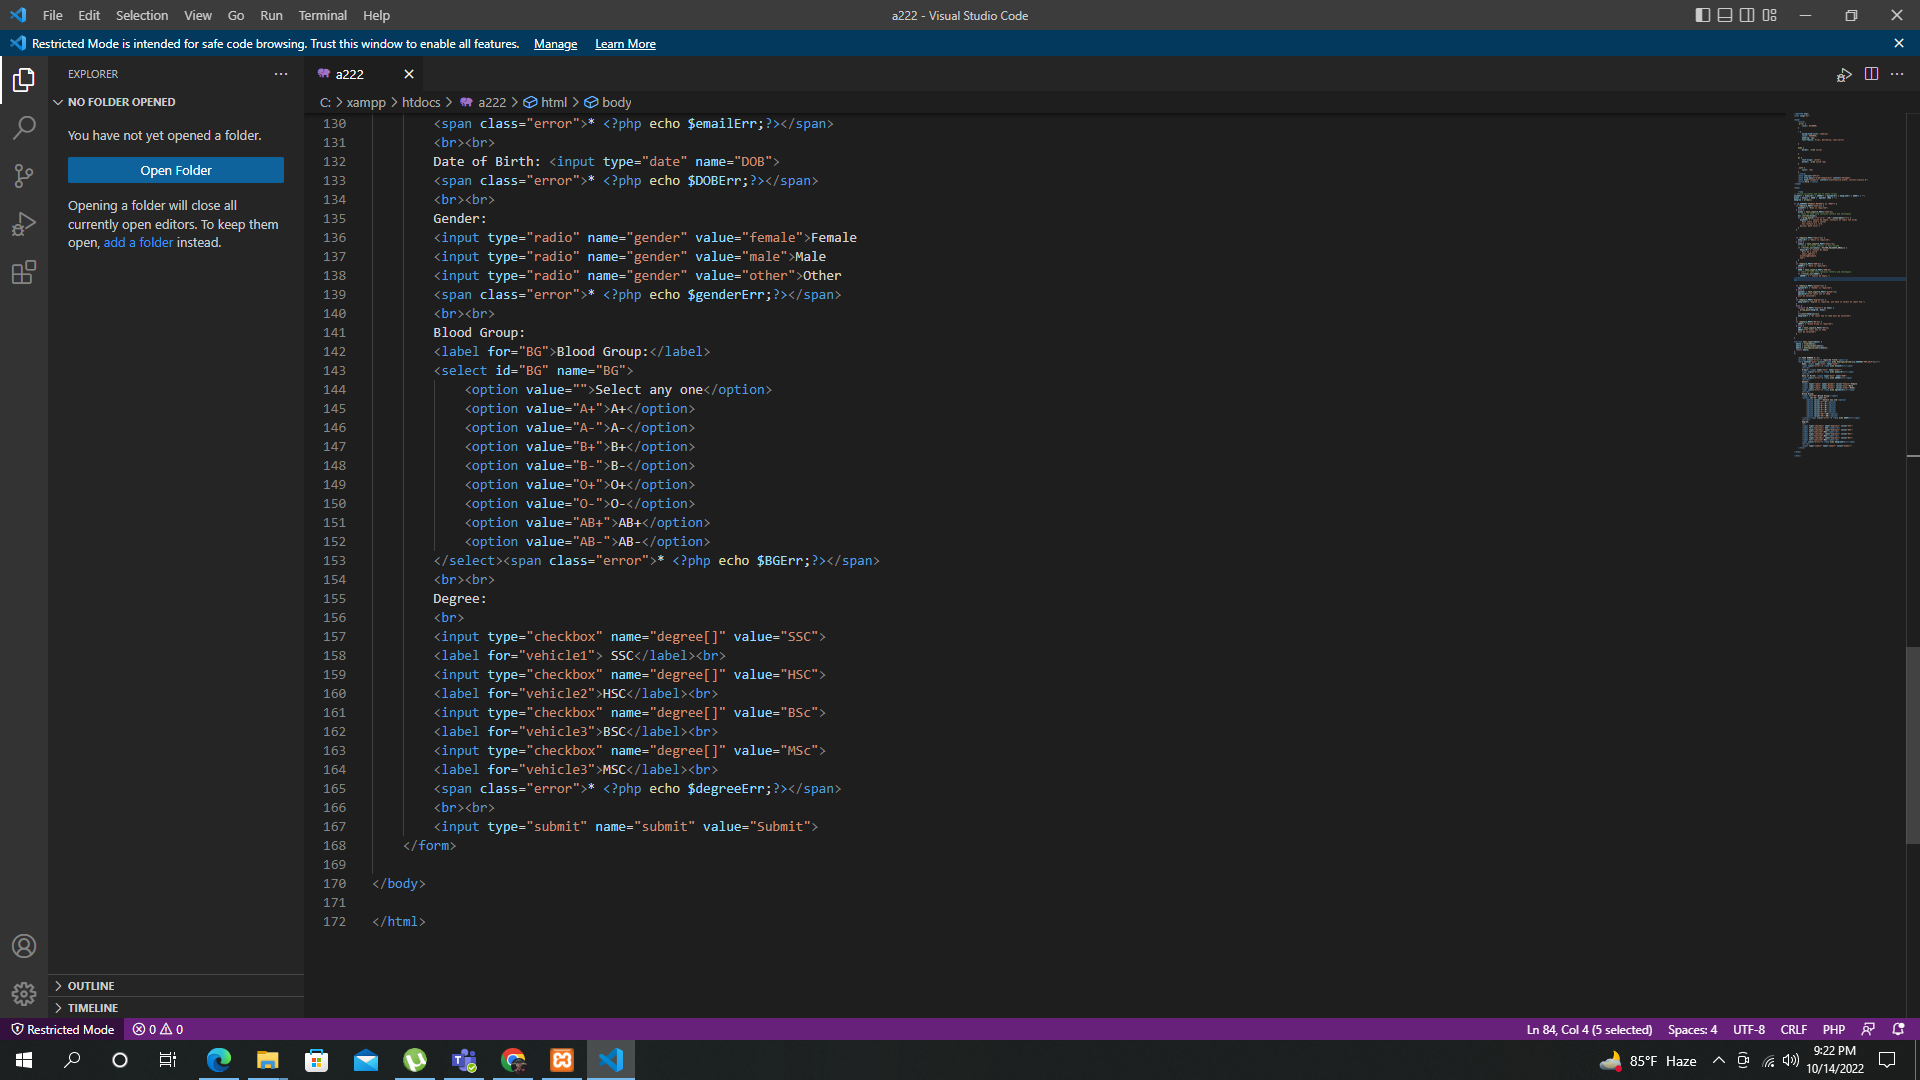 File Edit Selection View Go Run Terminal Help
a222 - Visual Studio Code
Restricted Mode is intended for safe code browsing. Trust this window to enable all features. Manage Learn More
EXPLORER
NO FOLDER OPENED
You have not yet opened a folder.
Open Folder
Opening a folder will close all
currently open editors. To keep them
open, add a folder instead.
OUTLINE
TIMELINE
a222
C: > xampp > htdocs > a222 > html > body
130 <span class="error">* <?php echo $emailErr;?></span>
131 <br><br>
132 Date of Birth: <input type="date" name="DOB">
133 <span class="error">* <?php echo $DOBErr;?></span>
134 <br><br>
135 Gender:
136 <input type="radio" name="gender" value="female">Female
137 <input type="radio" name="gender" value="male">Male
138 <input type="radio" name="gender" value="other">Other
139 <span class="error">* <?php echo $genderErr;?></span>
140 <br><br>
141 Blood Group:
142 <label for="BG">Blood Group:</label>
143 <select id="BG" name="BG">
144 <option value="">Select any one</option>
145 <option value="A+">A+</option>
146 <option value="A-">A-</option>
147 <option value="B+">B+</option>
148 <option value="B-">B-</option>
149 <option value="O+">O+</option>
150 <option value="O-">O-</option>
151 <option value="AB+">AB+</option>
152 <option value="AB-">AB-</option>
153 </select><span class="error">* <?php echo $BGErr;?></span>
154 <br><br>
155 Degree:
156 <br>
157 <input type="checkbox" name="degree[]" value="SSC">
158 <label for="vehicle1"> SSC</label><br>
159 <input type="checkbox" name="degree[]" value="HSC">
160 <label for="vehicle2">HSC</label><br>
161 <input type="checkbox" name="degree[]" value="BSc">
162 <label for="vehicle3">BSC</label><br>
163 <input type="checkbox" name="degree[]" value="MSc">
164 <label for="vehicle3">MSC</label><br>
165 <span class="error">* <?php echo $degreeErr;?></span>
166 <br><br>
167 <input type="submit" name="submit" value="Submit">
168 </form>
169
170 </body>
171
172 </html>
Restricted Mode 0 0
Ln 84, Col 4 (5 selected) Spaces: 4 UTF-8 CRLF PHP
85°F Haze
9:22 PM
10/14/2022